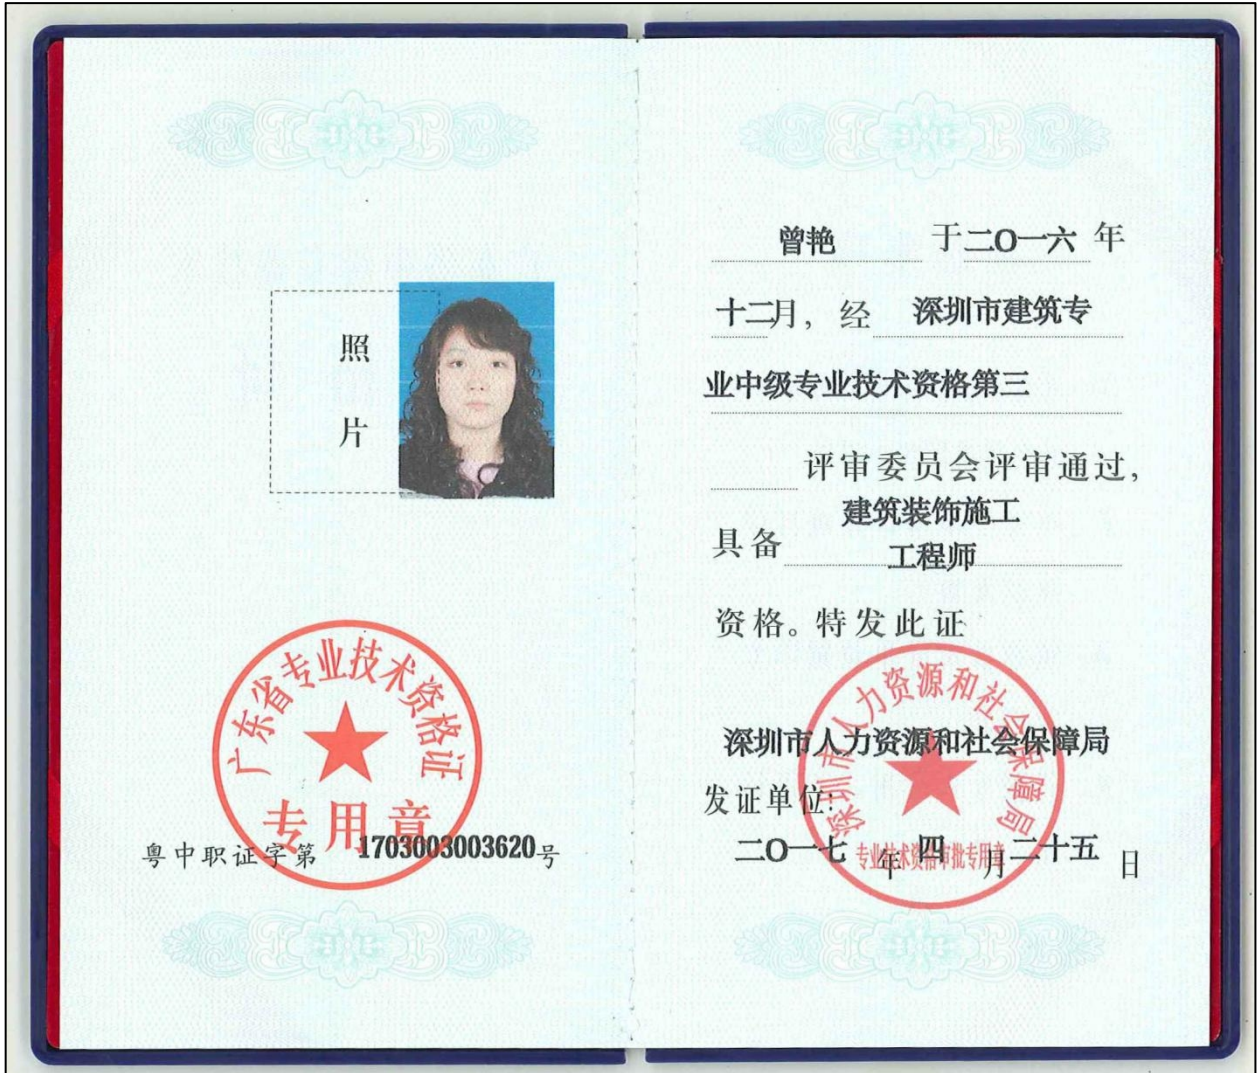 照
片
广东省专业技术资格证
专用章
粤中职证字第 1703003003620号
曾艳 于二O一六 年
十二月，经 深圳市建筑专
业中级专业技术资格第三
评审委员会评审通过，
建筑装饰施工
具备 工程师
资格。特发此证
深圳市人力资源和社会保障局
深圳市人力资源和社会保障局
发证单位：
二O一七 年 四 月 二十五 日
专业技术资格审批专用章